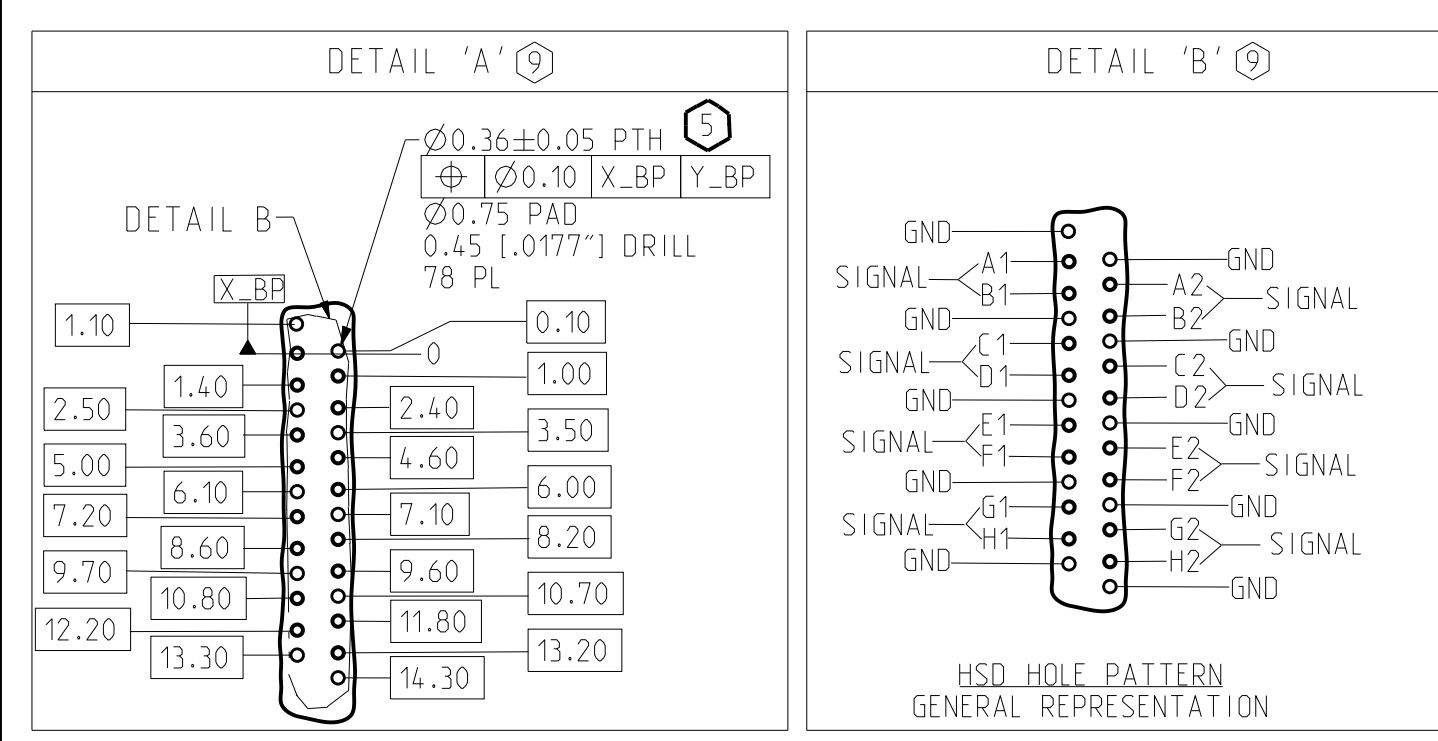 DETAIL 'A' 9
5
Ø0.36±0.05 PTH
⌖ Ø0.10 X_BP Y_BP
Ø0.75 PAD
0.45 [.0177"] DRILL
78 PL
DETAIL B
X_BP
1.10
0.10
0
1.40
1.00
2.50
2.40
3.60
3.50
5.00
4.60
6.10
6.00
7.20
7.10
8.60
8.20
9.70
9.60
10.80
10.70
12.20
11.80
13.30
13.20
14.30
DETAIL 'B' 9
GND
SIGNAL A1
B1
GND
SIGNAL C1
D1
GND
SIGNAL E1
F1
GND
SIGNAL G1
H1
GND
GND
A2 SIGNAL
B2
GND
C2 SIGNAL
D2
GND
E2 SIGNAL
F2
GND
G2 SIGNAL
H2
GND
HSD HOLE PATTERN
GENERAL REPRESENTATION